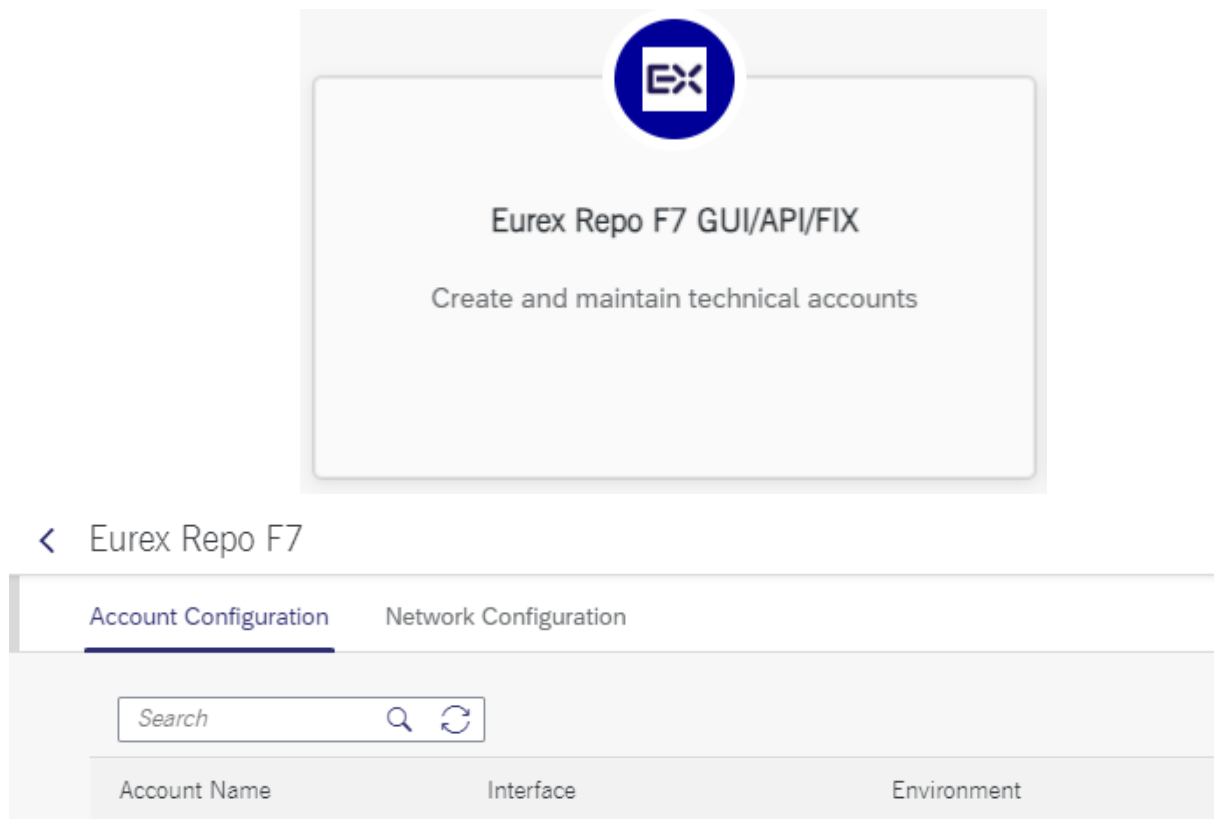 EX
Eurex Repo F7 GUI/API/FIX
Create and maintain technical accounts
Eurex Repo F7
Account Configuration Network Configuration
Search
Account Name Interface Environment